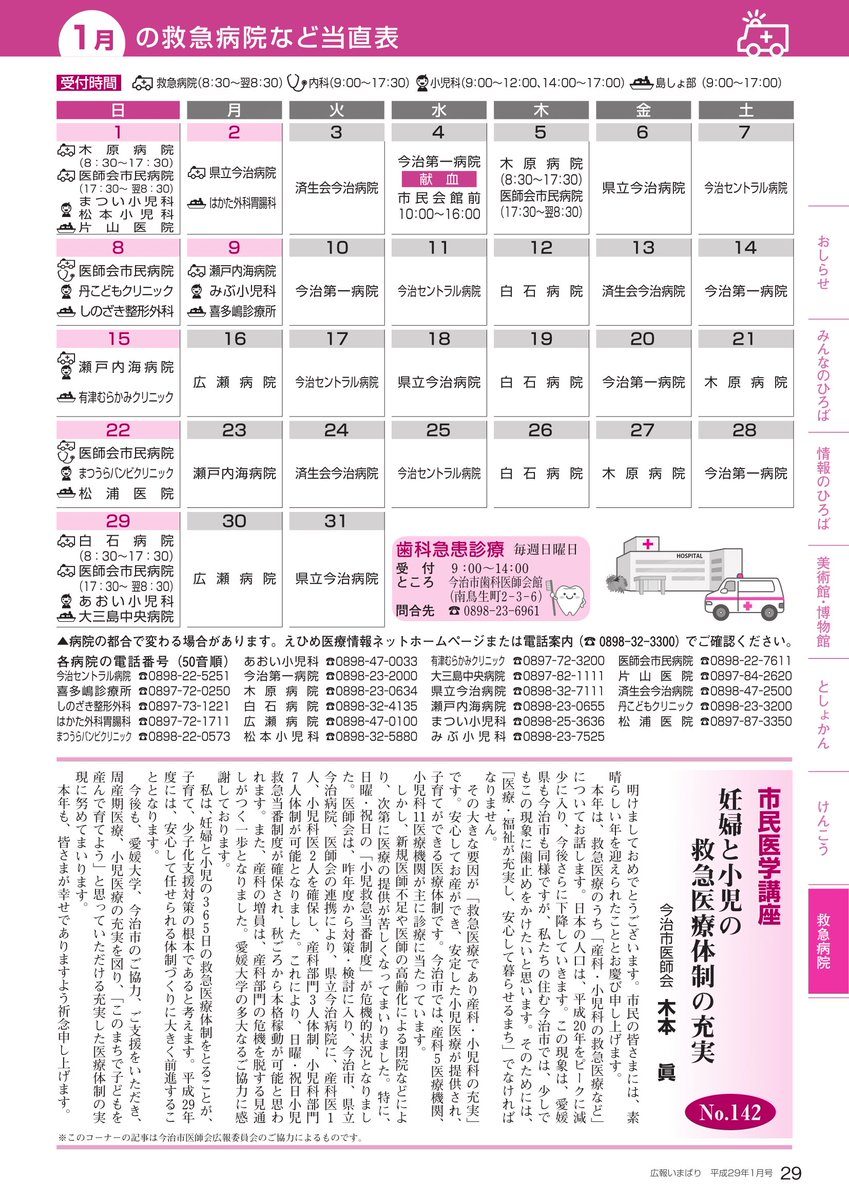 1月の救急病院など当直表
受付時間 救急病院(8:30〜翌8:30) 内科(9:00〜17:30) 小児科(9:00〜12:00、14:00〜17:00) 島しょ部(9:00〜17:00)
日 月 火 水 木 金 土
1
木原病院
(8:30〜17:30)
医師会市民病院
(17:30〜翌8:30)
まつい小児科
松本小児科
片山医院
2
県立今治病院
はかた外科胃腸科
3
済生会今治病院
4
今治第一病院
献血
市民会館前
10:00〜16:00
5
木原病院
(8:30〜17:30)
医師会市民病院
(17:30〜翌8:30)
6
県立今治病院
7
今治セントラル病院
8
医師会市民病院
丹こどもクリニック
しのざき整形外科
9
瀬戸内海病院
みぶ小児科
喜多嶋診療所
10
今治第一病院
11
今治セントラル病院
12
白石病院
13
済生会今治病院
14
今治第一病院
15
瀬戸内海病院
有津むらかみクリニック
16
広瀬病院
17
今治セントラル病院
18
県立今治病院
19
白石病院
20
今治第一病院
21
木原病院
22
医師会市民病院
まつうらバンビクリニック
松浦医院
23
瀬戸内海病院
24
済生会今治病院
25
今治セントラル病院
26
白石病院
27
木原病院
28
今治第一病院
29
白石病院
(8:30〜17:30)
医師会市民病院
(17:30〜翌8:30)
あおい小児科
大三島中央病院
30
広瀬病院
31
県立今治病院
歯科急患診療 毎週日曜日
受付 9:00〜14:00
ところ 今治市歯科医師会館
(南鳥生町2-3-6)
問合先 ☎0898-23-6961
HOSPITAL
▲病院の都合で変わる場合があります。えひめ医療情報ネットホームページまたは電話案内(☎0898-32-3300)でご確認ください。
各病院の電話番号(50音順) あおい小児科 ☎0898-47-0033 有津むらかみクリニック ☎0897-72-3200 医師会市民病院 ☎0898-22-7611
今治セントラル病院 ☎0898-22-5251 今治第一病院 ☎0898-23-2000 大三島中央病院 ☎0897-82-1111 片山医院 ☎0897-84-2620
喜多嶋診療所 ☎0897-72-0250 木原病院 ☎0898-23-0634 県立今治病院 ☎0898-32-7111 済生会今治病院 ☎0898-47-2500
しのざき整形外科 ☎0897-73-1221 白石病院 ☎0898-32-4135 瀬戸内海病院 ☎0898-23-0655 丹こどもクリニック ☎0898-23-3200
はかた外科胃腸科 ☎0897-72-1711 広瀬病院 ☎0898-47-0100 まつい小児科 ☎0898-25-3636 松浦医院 ☎0897-87-3350
まつうらバンビクリニック ☎0898-22-0573 松本小児科 ☎0898-32-5880 みぶ小児科 ☎0898-23-7525
市民医学講座
妊婦と小児の
救急医療体制の充実
今治市医師会 木本 眞
No.142
明けましておめでとうございます。市民の皆さまには、素
晴らしい年を迎えられたこととお慶び申し上げます。
本年は、救急医療のうち「産科・小児科の救急医療など」
についてお話します。日本の人口は、平成20年をピークに減
少に入り、今後さらに下降していきます。この現象は、愛媛
県も今治市も同様ですが、私たちの住む今治市では、少しで
もこの現象に歯止めをかけたいと思います。そのためには、
「医療・福祉が充実し、安心して暮らせるまち」でなければ
なりません。
その大きな要因が「救急医療であり産科・小児科の充実」
です。安心してお産ができ、安定した小児医療が提供され、
子育てができる医療体制です。今治市では、産科5医療機関、
小児科11医療機関が主に診療に当たっています。
しかし、新規医師不足や医師の高齢化による閉院などによ
り、次第に医療の提供が苦しくなってまいりました。特に、
日曜・祝日の「小児救急当番制度」が危機的状況となりまし
た。医師会は、昨年度から対策・検討に入り、今治市、県立
今治病院、医師会の連携により、県立今治病院に、産科医1
人、小児科医2人を確保し、産科部門3人体制、小児科部門
7人体制が可能となりました。これにより、日曜・祝日小児
救急当番制度が確保され、秋ごろから本格稼動が可能と思わ
れます。また、産科の増員は、産科部門の危機を脱する見通
しがつく一歩となりました。愛媛大学の多大なるご協力に感
謝しております。
私は、妊婦と小児の365日の救急医療体制をとることが、
子育て、少子化支援対策の根本であると考えます。平成29年
度には、安心して任せられる体制づくりに大きく前進するこ
ととなります。
今後も、愛媛大学、今治市のご協力、ご支援をいただき、
周産期医療、小児医療の充実を図り、「このまちで子どもを
産んで育てよう」と思っていただける充実した医療体制の実
現に努めてまいります。
本年も、皆さまが幸せでありますよう祈念申し上げます。
※このコーナーの記事は今治市医師会広報委員会のご協力によるものです。
おしらせ
みんなのひろば
情報のひろば
美術館・博物館
としょかん
けんこう
救急病院
広報いまばり 平成29年1月号 29